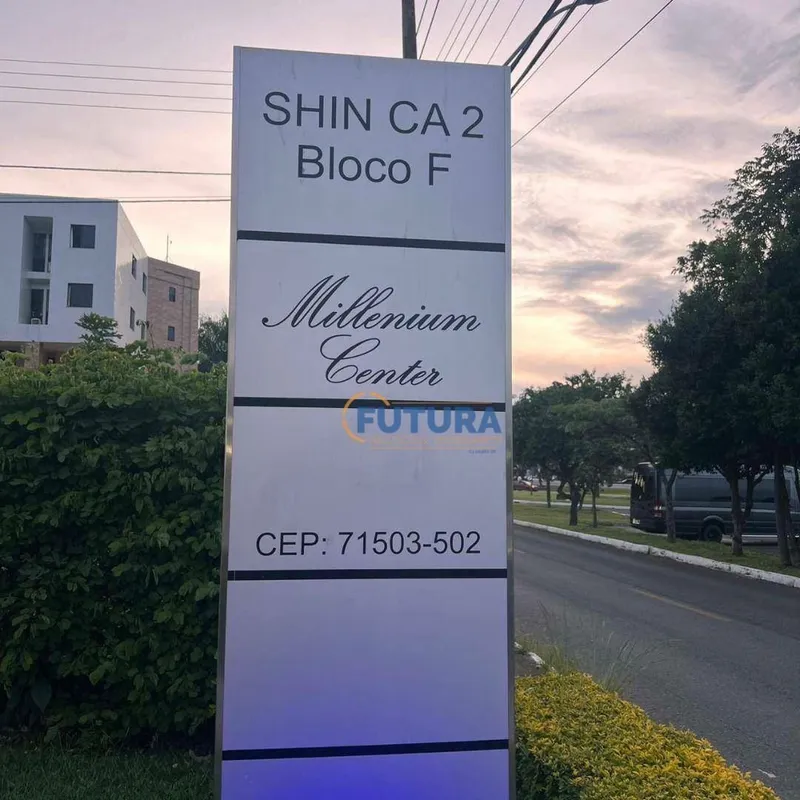 SHIN CA 2
Bloco F
Millenium
Center
FUTURA
CEP: 71503-502